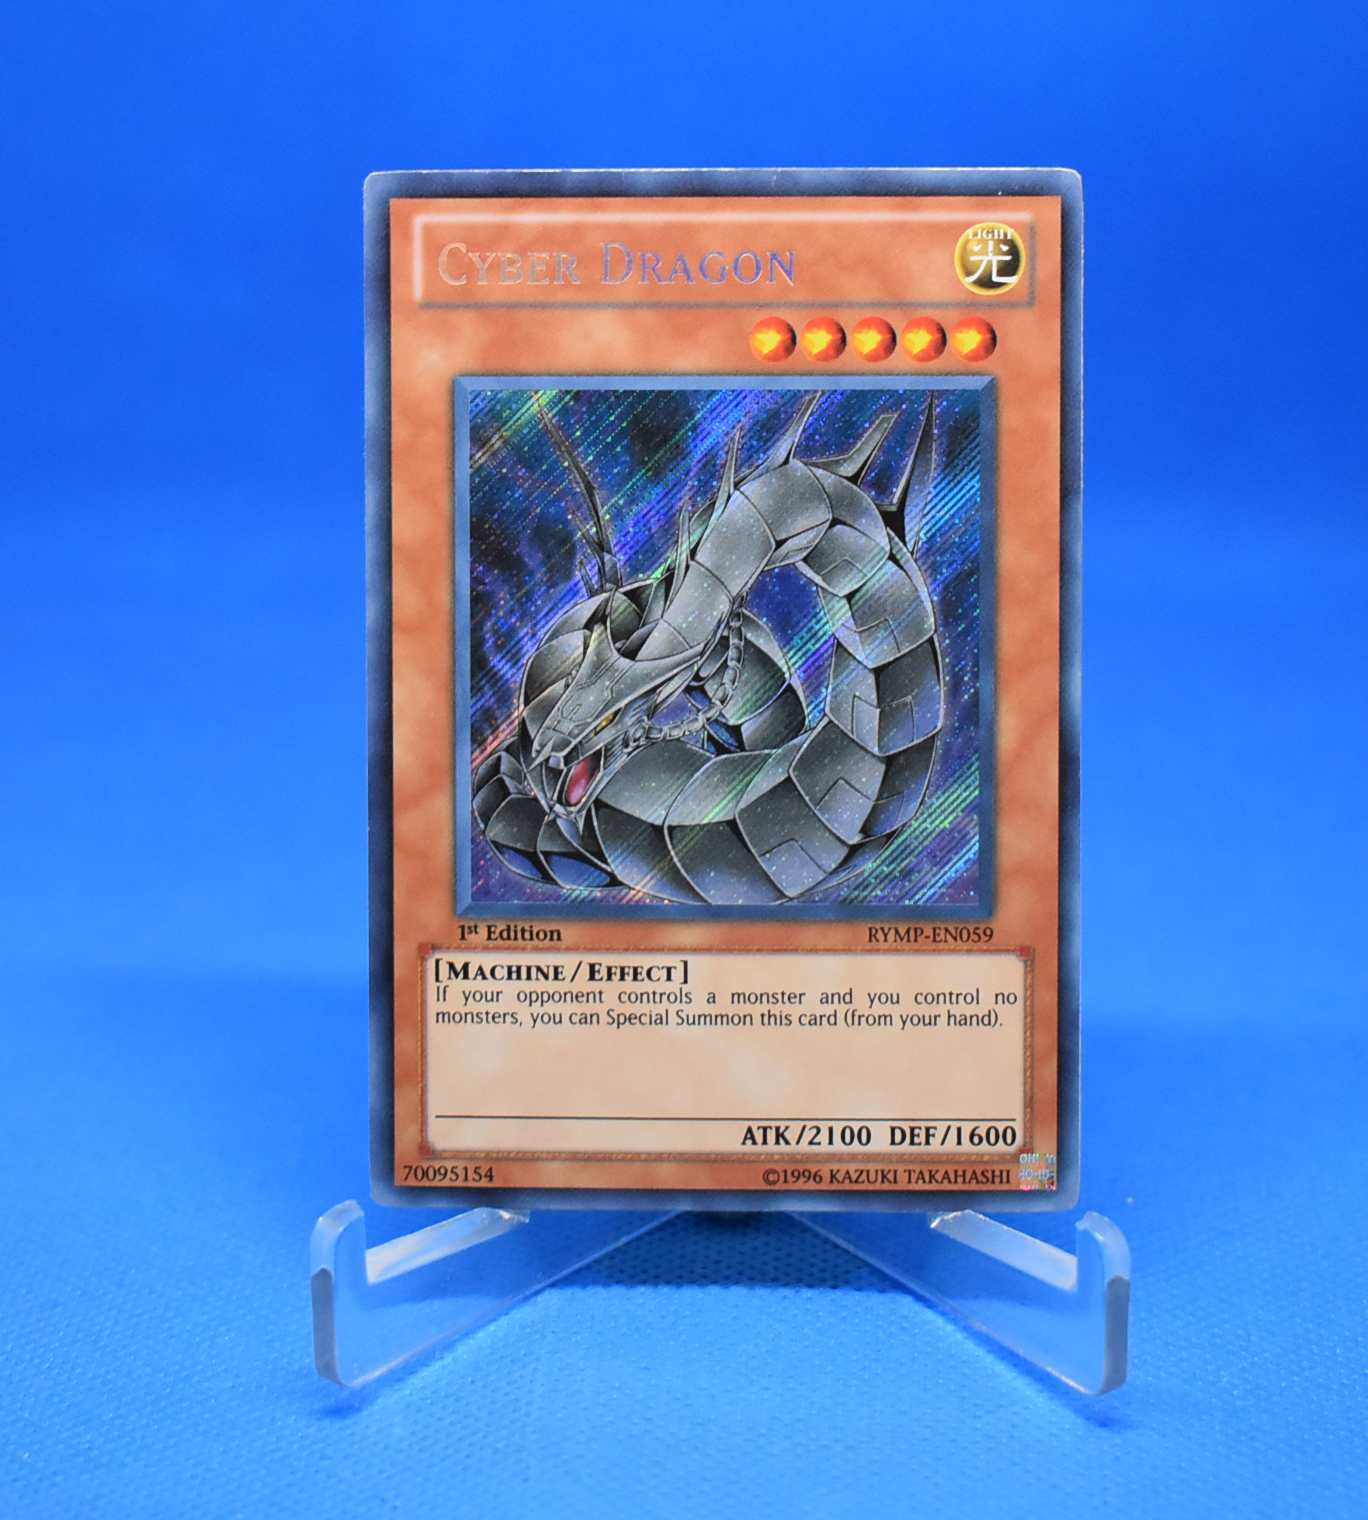 CYBER DRAGON
LIGHT
光
1st Edition
RYMP-EN059
[MACHINE/EFFECT]
If your opponent controls a monster and you control no
monsters, you can Special Summon this card (from your hand).
ATK/2100 DEF/1600
70095154
©1996 KAZUKI TAKAHASHI